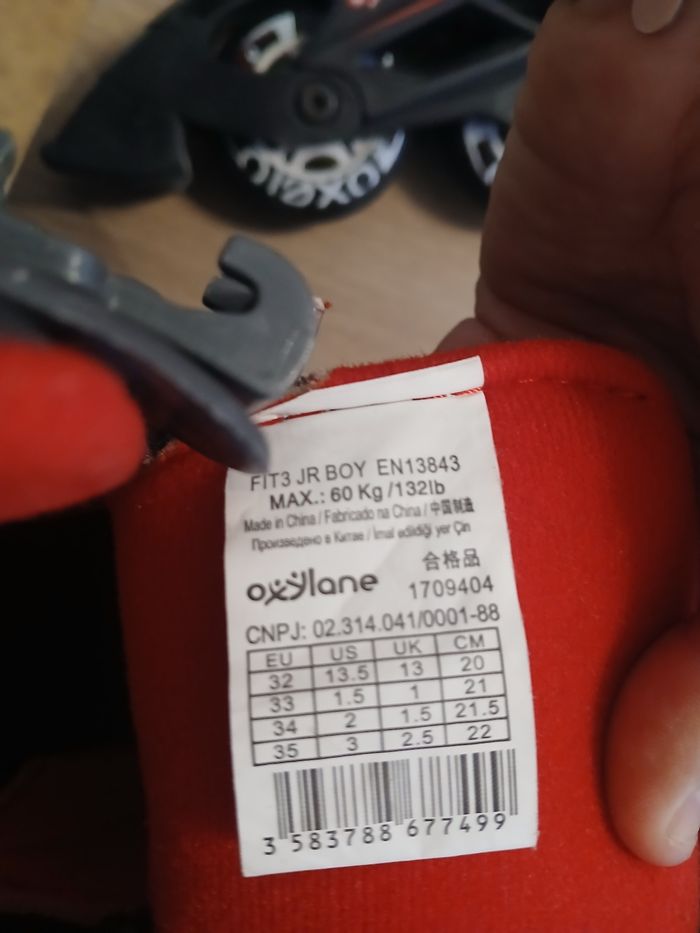 OXELO
FIT3 JR BOY EN13843
MAX.: 60 Kg /132lb
Made in China / Fabricado na China / 中国制造
Произведено в Китае / İmal edildiği yer Çin
合格品
oxylane 1709404
CNPJ: 02.314.041/0001-88
EU US UK CM
32 13.5 13 20
33 1.5 1 21
34 2 1.5 21.5
35 3 2.5 22
3 583788 677499